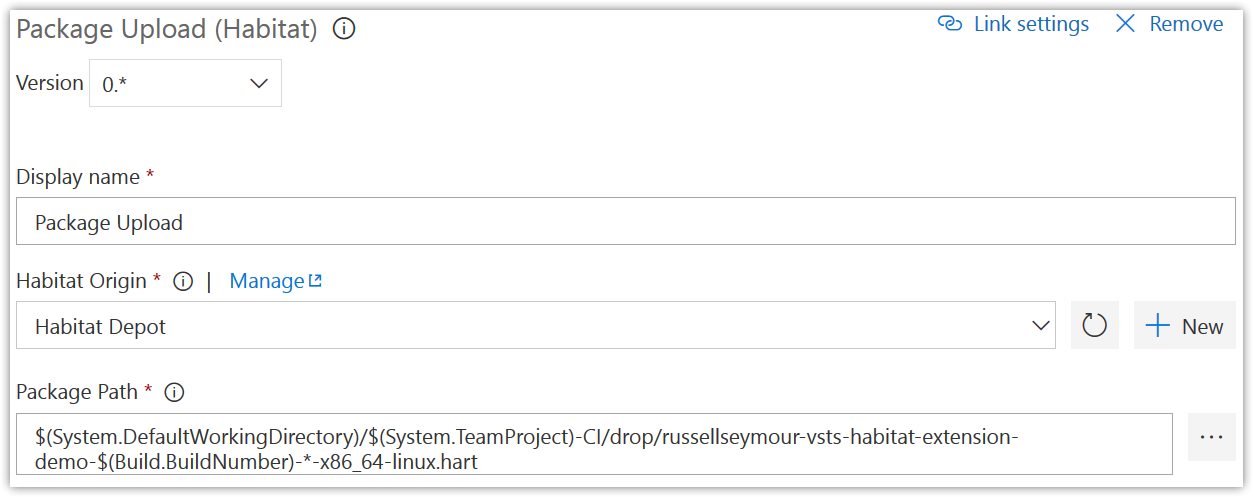 Package Upload (Habitat)
Link settings
Remove
Version 0.*
Display name *
Package Upload
Habitat Origin * | Manage
Habitat Depot
New
Package Path *
$(System.DefaultWorkingDirectory)/$(System.TeamProject)-CI/drop/russellseymour-vsts-habitat-extension-
demo-$(Build.BuildNumber)-*-x86_64-linux.hart